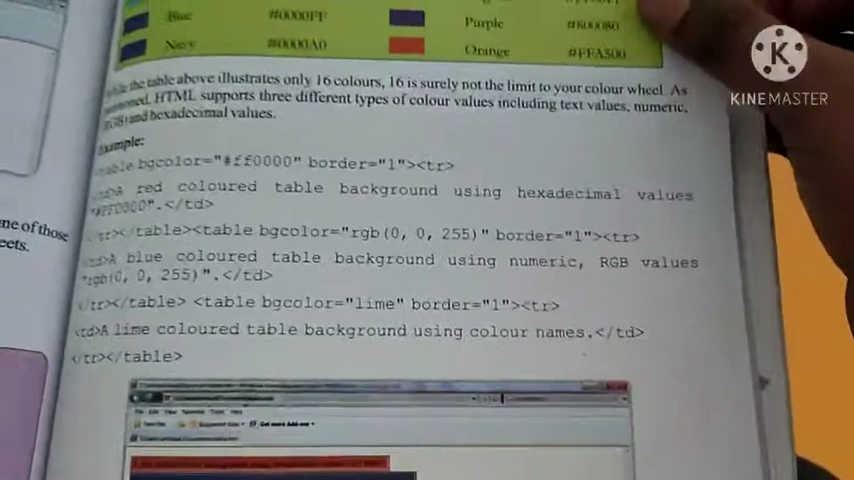 Blue #0000FF Purple #800080
Navy #0000A0 Orange #FFA500
KINEMASTER
the table above illustrates only 16 colours, 16 is surely not the limit to your colour wheel. As
HTML supports three different types of colour values including text values, numeric,
and hexadecimal values.
Example:
table bgcolor="#ff0000" border="1"><tr>
A red coloured table background using hexadecimal values
"#FF0000".</td>
</tr></table><table bgcolor="rgb(0, 0, 255)" border="1"><tr>
A blue coloured table background using numeric, RGB values
"rgb(0, 0, 255)".</td>
</tr></table> <table bgcolor="lime" border="1"><tr>
<td>A lime coloured table background using colour names.</td>
</tr></table>
me of those
eets.